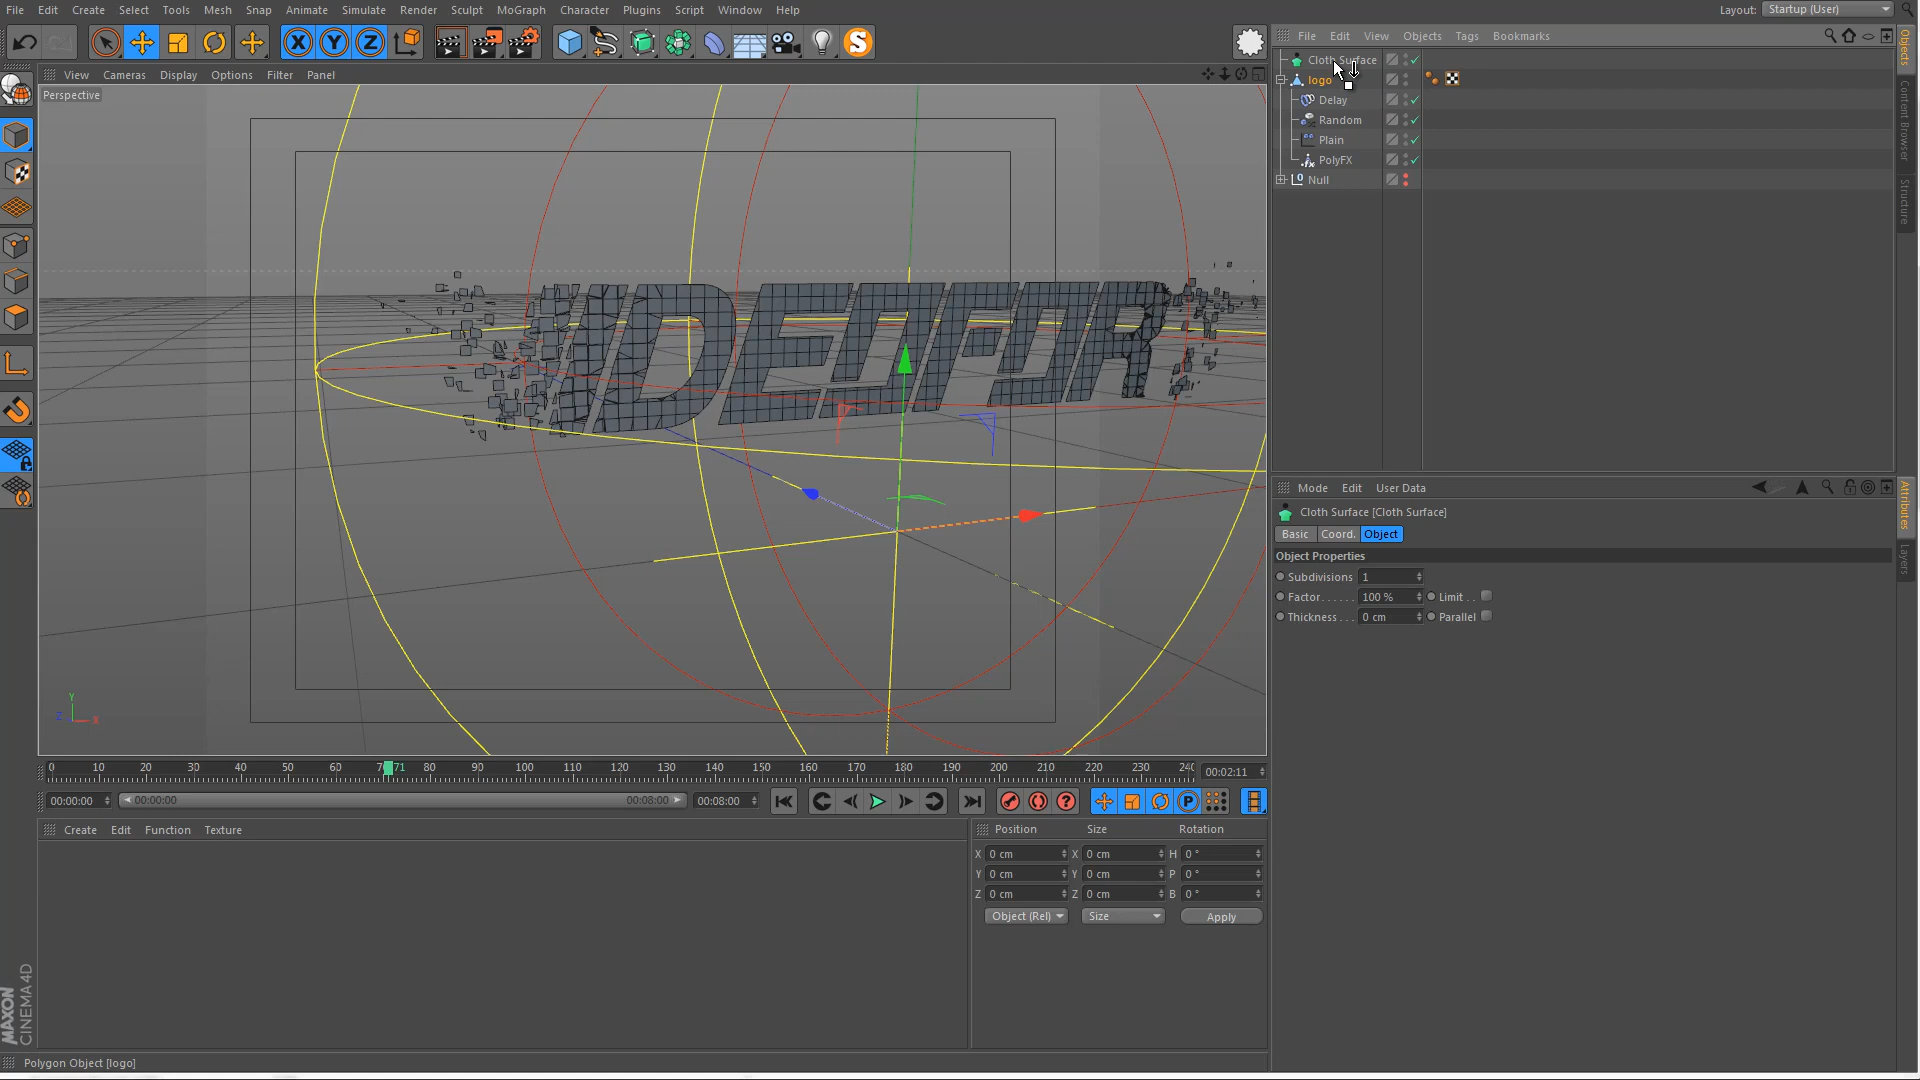 File Edit Create Select Tools Mesh Snap Animate Simulate Render Sculpt MoGraph Character Plugins Script Window Help
Layout: Startup (User)
File Edit View Objects Tags Bookmarks
View Cameras Display Options Filter Panel
Perspective
Cloth Surface
logo
Delay
Random
Plain
PolyFX
Null
Objects
Content Browser
Structure
Mode Edit User Data
Cloth Surface [Cloth Surface]
Basic Coord. Object
Object Properties
Subdivisions 1
Factor...... 100 % Limit . .
Thickness . . . 0 cm Parallel
Attributes
Layers
Y
Z X
0 10 20 30 40 50 60 71 80 90 100 110 120 130 140 150 160 170 180 190 200 210 220 230 240
00:02:11
00:00:00 00:00:00 00:08:00 00:08:00
Create Edit Function Texture
Position Size Rotation
X 0 cm X 0 cm H 0 °
Y 0 cm Y 0 cm P 0 °
Z 0 cm Z 0 cm B 0 °
Object (Rel) Size Apply
MAXON
CINEMA 4D
Polygon Object [logo]